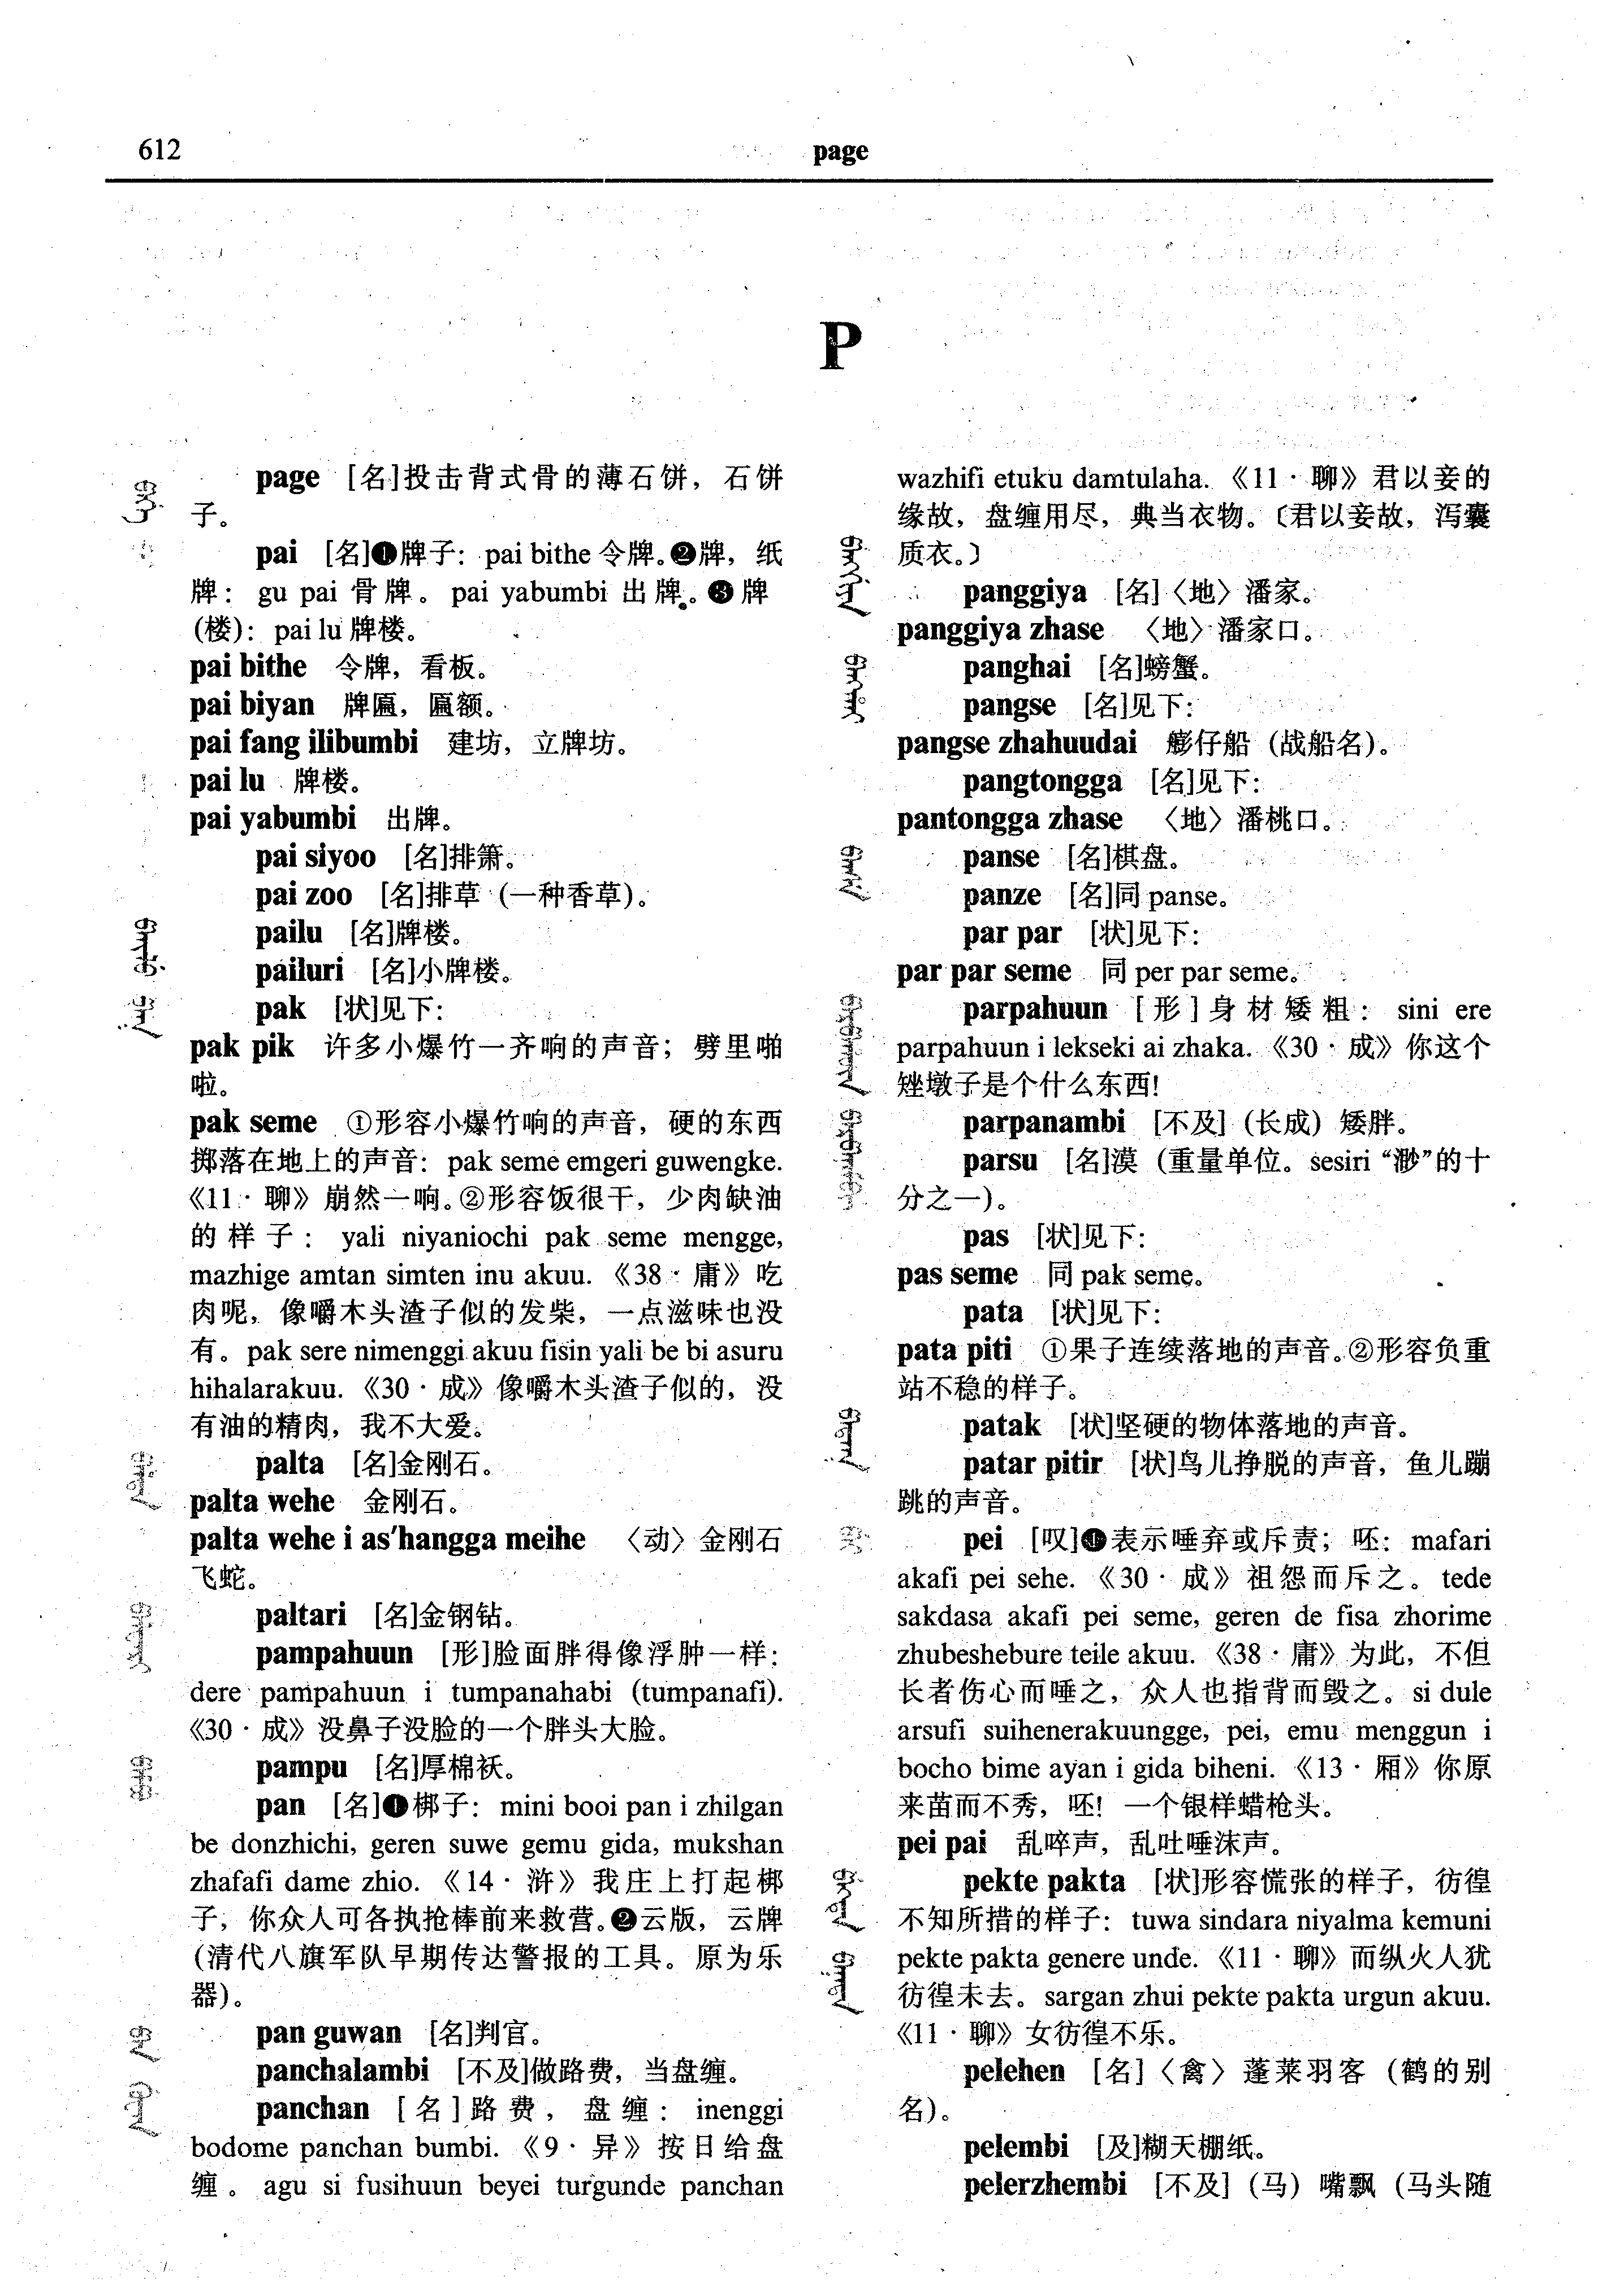 612
page
P
page [名]投击背式骨的薄石饼，石饼
子。
pai [名]❶牌子：pai bithe 令牌。❷牌，纸
牌：gu pai 骨牌。pai yabumbi 出牌。❸牌
(楼)：pai lu 牌楼。
pai bithe 令牌，看板。
pai biyan 牌匾，匾额。
pai fang ilibumbi 建坊，立牌坊。
pai lu 牌楼。
pai yabumbi 出牌。
pai siyoo [名]排箫。
pai zoo [名]排草（一种香草）。
pailu [名]牌楼。
pailuri [名]小牌楼。
pak [状]见下：
pak pik 许多小爆竹一齐响的声音；劈里啪
啦。
pak seme ①形容小爆竹响的声音，硬的东西
掷落在地上的声音：pak seme emgeri guwengke.
《11·聊》崩然一响。②形容饭很干，少肉缺油
的样子：yali niyaniochi pak seme mengge,
mazhige amtan simten inu akuu.《38·庸》吃
肉呢，像嚼木头渣子似的发柴，一点滋味也没
有。pak sere nimenggi akuu fisin yali be bi asuru
hihalarakuu.《30·成》像嚼木头渣子似的，没
有油的精肉，我不大爱。
palta [名]金刚石。
palta wehe 金刚石。
palta wehe i as'hangga meihe 〈动〉金刚石
飞蛇。
paltari [名]金钢钻。
pampahuun [形]脸面胖得像浮肿一样：
dere pampahuun i tumpanahabi (tumpanafi).
《30·成》没鼻子没脸的一个胖头大脸。
pampu [名]厚棉袄。
pan [名]❶梆子：mini booi pan i zhilgan
be donzhichi, geren suwe gemu gida, mukshan
zhafafi dame zhio.《14·浒》我庄上打起梆
子，你众人可各执抢棒前来救营。❷云版，云牌
（清代八旗军队早期传达警报的工具。原为乐
器）。
pan guwan [名]判官。
panchalambi [不及]做路费，当盘缠。
panchan [名]路费，盘缠：inenggi
bodome panchan bumbi.《9·异》按日给盘
缠。agu si fusihuun beyei turgunde panchan
wazhifi etuku damtulaha.《11·聊》君以妾的
缘故，盘缠用尽，典当衣物。〔君以妾故，泻囊
质衣。〕
panggiya [名]〈地〉潘家。
panggiya zhase 〈地〉潘家口。
panghai [名]螃蟹。
pangse [名]见下：
pangse zhahuudai 艍仔船（战船名）。
pangtongga [名]见下：
pantongga zhase 〈地〉潘桃口。
panse [名]棋盘。
panze [名]同 panse。
par par [状]见下：
par par seme 同 per par seme。
parpahuun [形]身材矮粗：sini ere
parpahuun i lekseki ai zhaka.《30·成》你这个
矬墩子是个什么东西！
parpanambi [不及]（长成）矮胖。
parsu [名]漠（重量单位。sesiri “渺”的十
分之一）。
pas [状]见下：
pas seme 同 pak seme。
pata [状]见下：
pata piti ①果子连续落地的声音。②形容负重
站不稳的样子。
patak [状]坚硬的物体落地的声音。
patar pitir [状]鸟儿挣脱的声音，鱼儿蹦
跳的声音。
pei [叹]❶表示唾弃或斥责；呸：mafari
akafi pei sehe.《30·成》祖怨而斥之。tede
sakdasa akafi pei seme, geren de fisa zhorime
zhubeshebure teile akuu.《38·庸》为此，不但
长者伤心而唾之，众人也指背而毁之。si dule
arsufi suihenerakuungge, pei, emu menggun i
bocho bime ayan i gida biheni.《13·厢》你原
来苗而不秀，呸！一个银样蜡枪头。
pei pai 乱啐声，乱吐唾沫声。
pekte pakta [状]形容慌张的样子，彷徨
不知所措的样子：tuwa sindara niyalma kemuni
pekte pakta genere unde.《11·聊》而纵火人犹
彷徨未去。sargan zhui pekte pakta urgun akuu.
《11·聊》女彷徨不乐。
pelehen [名]〈禽〉蓬莱羽客（鹤的别
名）。
pelembi [及]糊天棚纸。
pelerzhembi [不及]（马）嘴飘（马头随